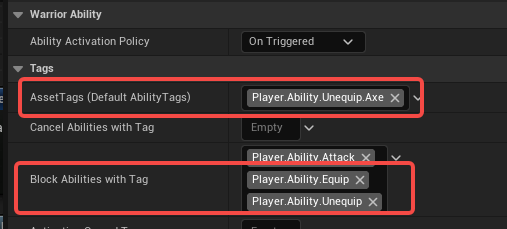 Warrior Ability
Ability Activation Policy
On Triggered
Tags
AssetTags (Default AbilityTags)
Player.Ability.Unequip.Axe
Cancel Abilities with Tag
Empty
Block Abilities with Tag
Player.Ability.Attack
Player.Ability.Equip
Player.Ability.Unequip